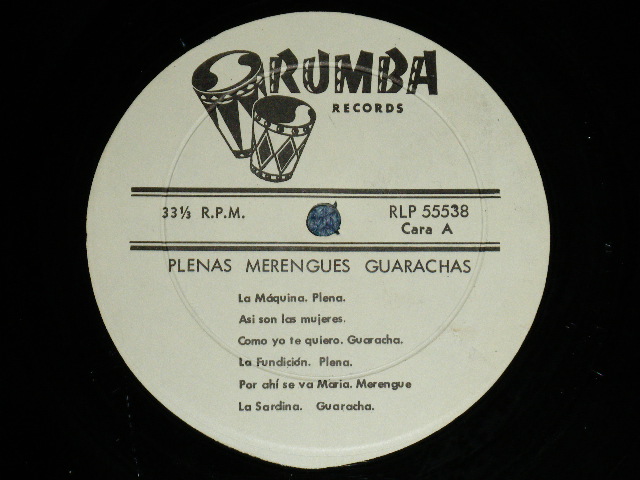 RUMBA
RECORDS
33⅓ R.P.M.
RLP 55538
Cara A
PLENAS MERENGUES GUARACHAS
La Máquina. Plena.
Asi son las mujeres.
Como yo te quiero. Guaracha.
La Fundición. Plena.
Por ahí se va Maria. Merengue
La Sardina. Guaracha.